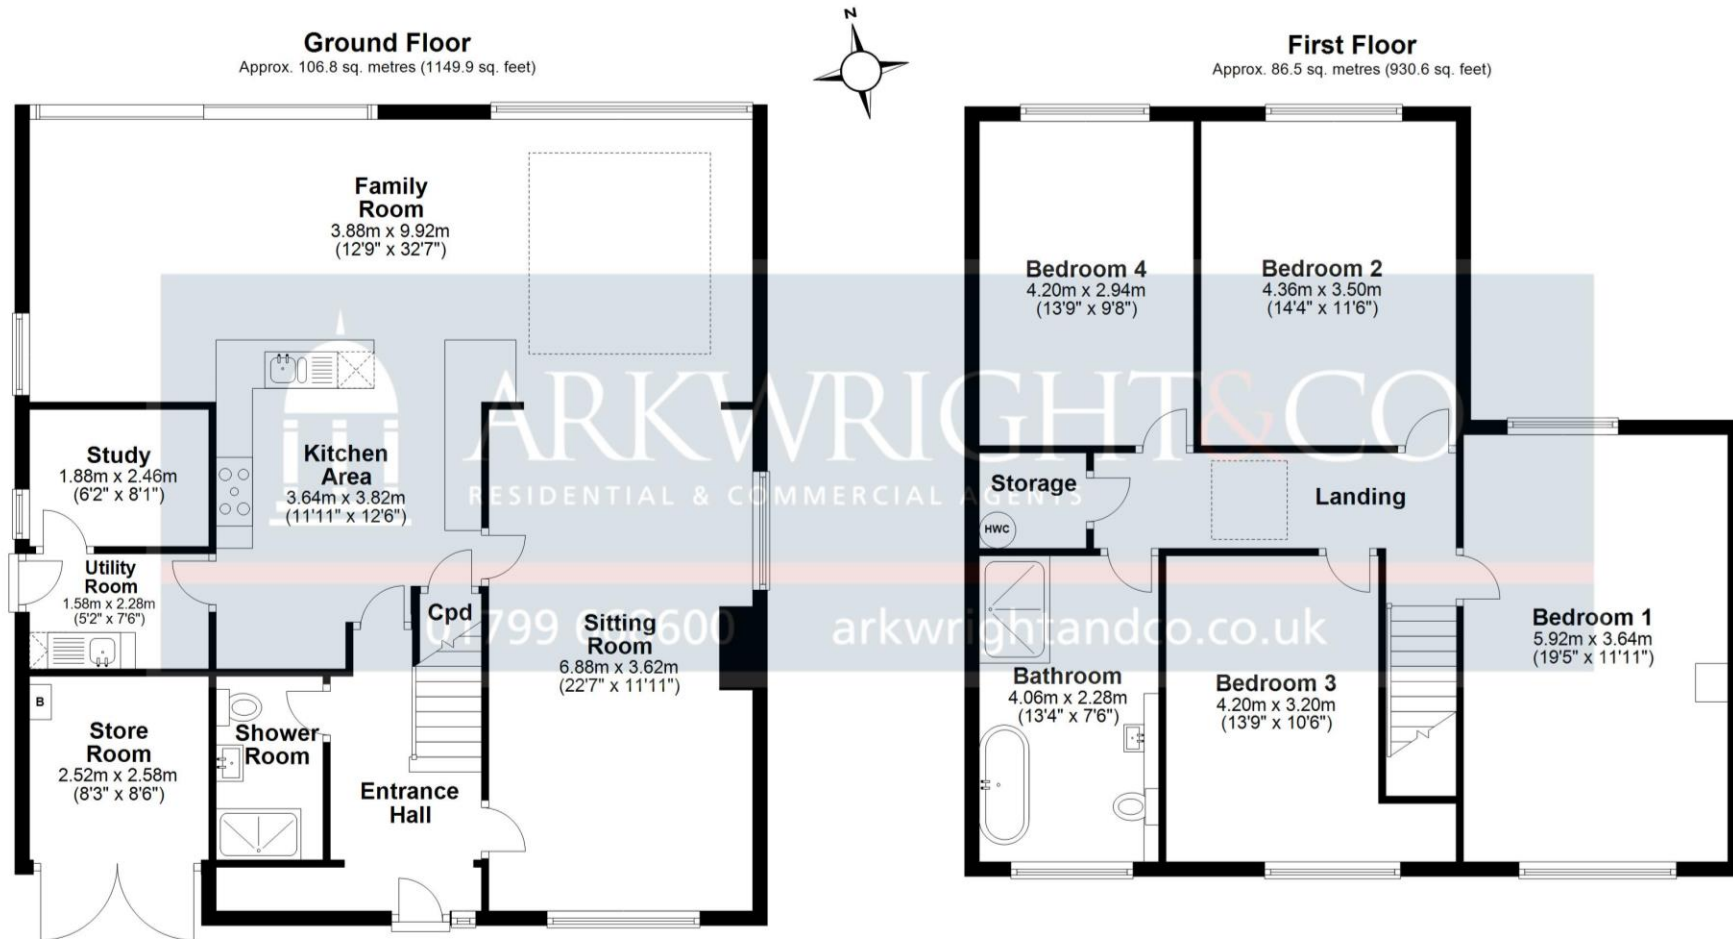 N
Ground Floor
Approx. 106.8 sq. metres (1149.9 sq. feet)
Family
Room
3.88m x 9.92m
(12'9" x 32'7")
Study
1.88m x 2.46m
(6'2" x 8'1")
Kitchen
Area
3.64m x 3.82m
(11'11" x 12'6")
Utility
Room
1.58m x 2.28m
(5'2" x 7'6")
Cpd
Sitting
Room
6.88m x 3.62m
(22'7" x 11'11")
B
Store
Room
2.52m x 2.58m
(8'3" x 8'6")
Shower
Room
Entrance
Hall
First Floor
Approx. 86.5 sq. metres (930.6 sq. feet)
Bedroom 4
4.20m x 2.94m
(13'9" x 9'8")
Bedroom 2
4.36m x 3.50m
(14'4" x 11'6")
Storage
HWC
Landing
Bedroom 1
5.92m x 3.64m
(19'5" x 11'11")
Bathroom
4.06m x 2.28m
(13'4" x 7'6")
Bedroom 3
4.20m x 3.20m
(13'9" x 10'6")
ARKWRIGHT&CO
RESIDENTIAL & COMMERCIAL AGENTS
arkwrightandco.co.uk